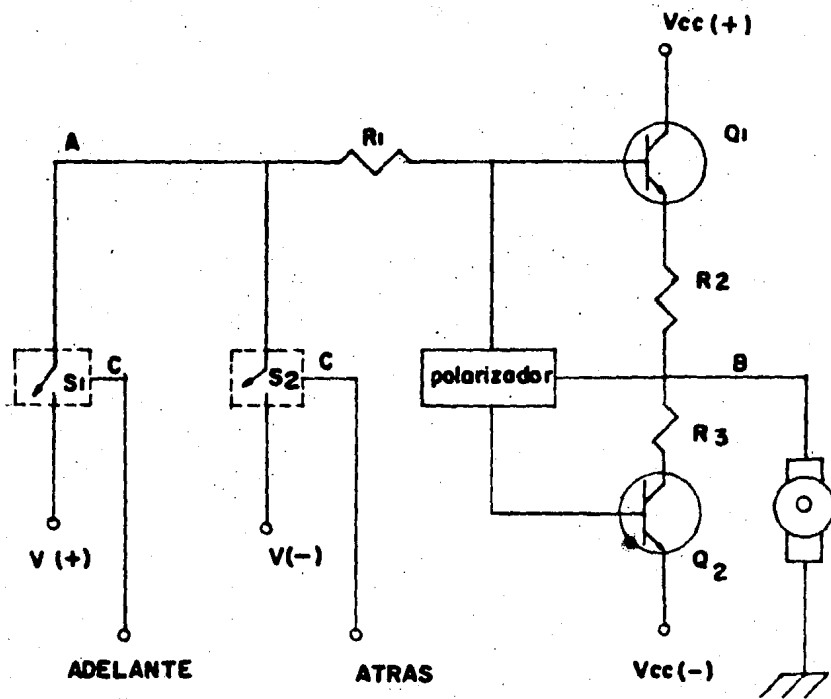 Vcc (+)
A
R1
Q1
R2
S1
C
S2
C
polarizador
B
R3
V (+)
V(-)
Q2
ADELANTE
ATRAS
Vcc (-)